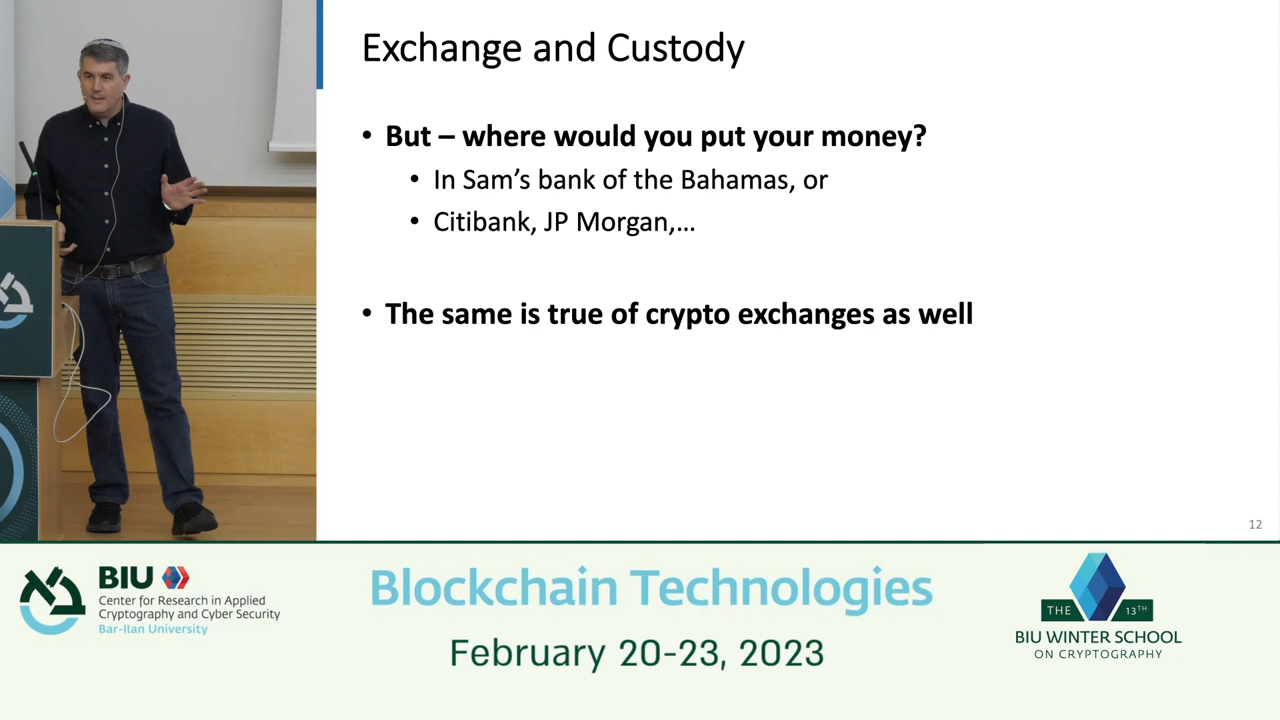 Exchange and Custody
• But – where would you put your money?
• In Sam's bank of the Bahamas, or
• Citibank, JP Morgan,...
• The same is true of crypto exchanges as well
12
BIU
Center for Research in Applied
Cryptography and Cyber Security
Bar-Ilan University
Blockchain Technologies
February 20-23, 2023
THE 13TH
BIU WINTER SCHOOL
ON CRYPTOGRAPHY